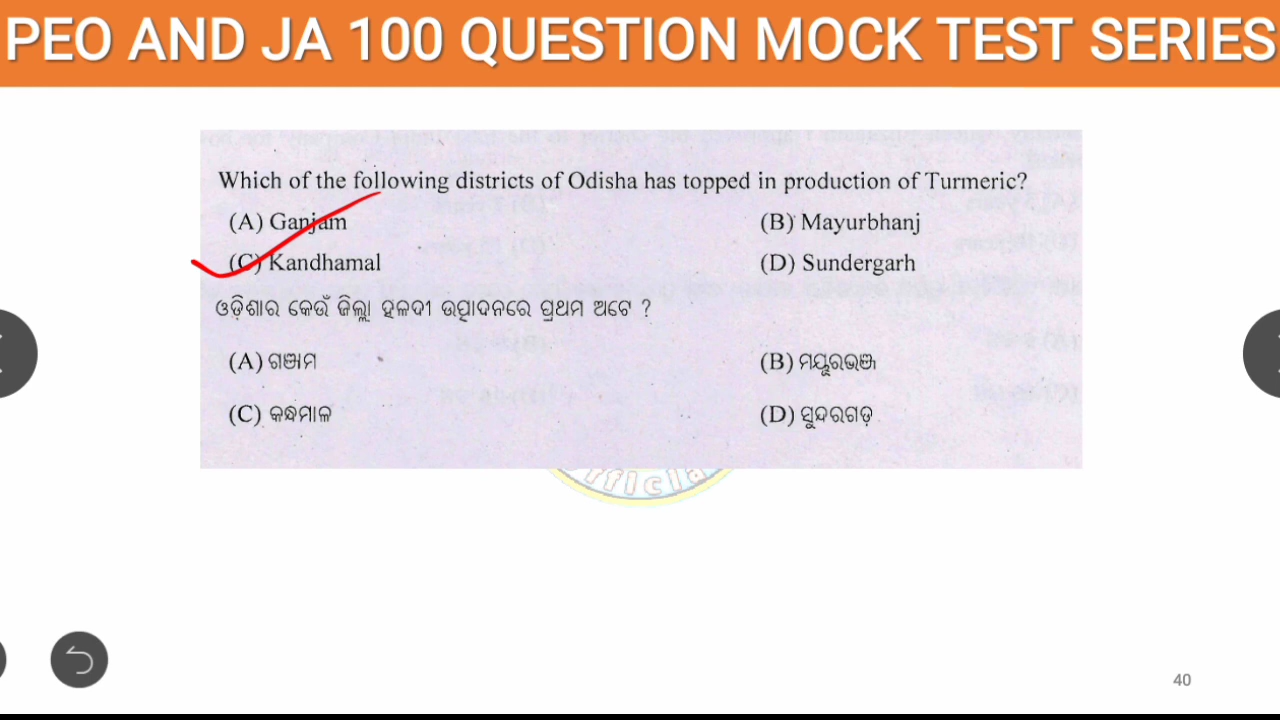 PEO AND JA 100 QUESTION MOCK TEST SERIES
Which of the following districts of Odisha has topped in production of Turmeric?
(A) Ganjam (B) Mayurbhanj
(C) Kandhamal (D) Sundergarh
ଓଡ଼ିଶାର କେଉଁ ଜିଲ୍ଲା ହଳଦୀ ଉତ୍ପାଦନରେ ପ୍ରଥମ ଅଟେ ?
(A) ଗଞ୍ଜାମ (B) ମୟୂରଭଞ୍ଜ
(C) କନ୍ଧମାଳ (D) ସୁନ୍ଦରଗଡ଼
40